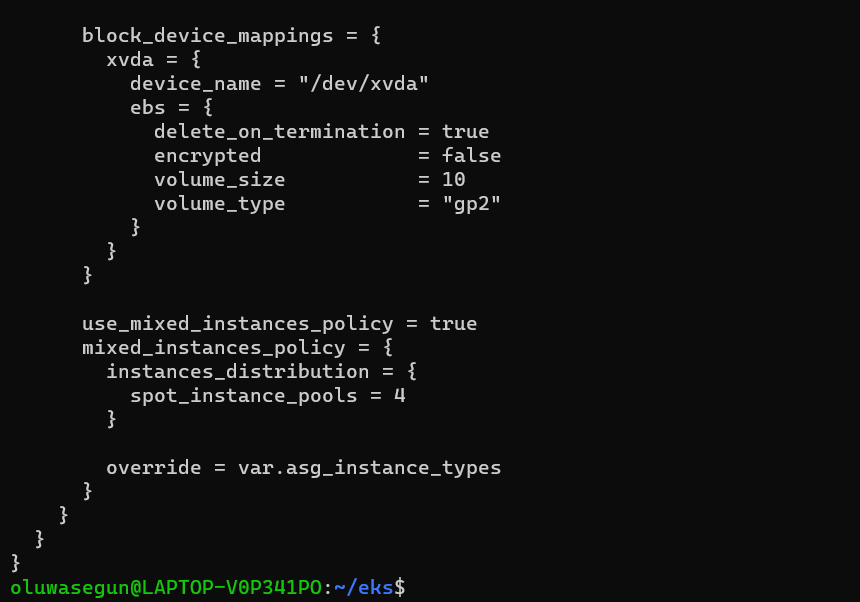 block_device_mappings = {
xvda = {
device_name = "/dev/xvda"
ebs = {
delete_on_termination = true
encrypted             = false
volume_size           = 10
volume_type           = "gp2"
}
}
}
use_mixed_instances_policy = true
mixed_instances_policy = {
instances_distribution = {
spot_instance_pools = 4
}
override = var.asg_instance_types
}
}
}
}
oluwasegun@LAPTOP-V0P341PO:~/eks$